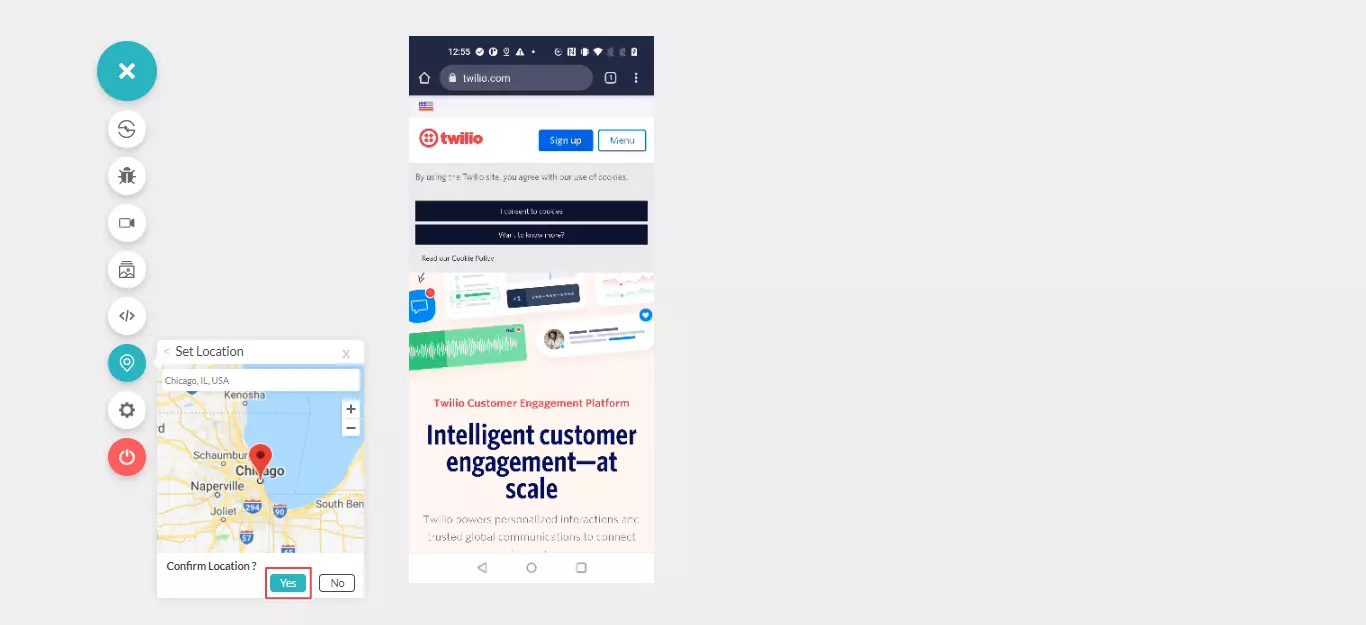 12:55
twilio.com
1
twilio
Sign up
Menu
By using the Twilio site, you agree with our use of cookies.
I consent to cookies
Want to know more?
Read our Cookie Policy
+1
Twilio Customer Engagement Platform
Intelligent customer
engagement—at
scale
Twilio powers personalized interactions and
trusted global communications to connect
< Set Location
X
Chicago, IL, USA
Kenosha
+
−
Schaumbur
Chicago
Naperville
Joliet
294
90
South Ben
57
65
Confirm Location ?
Yes
No